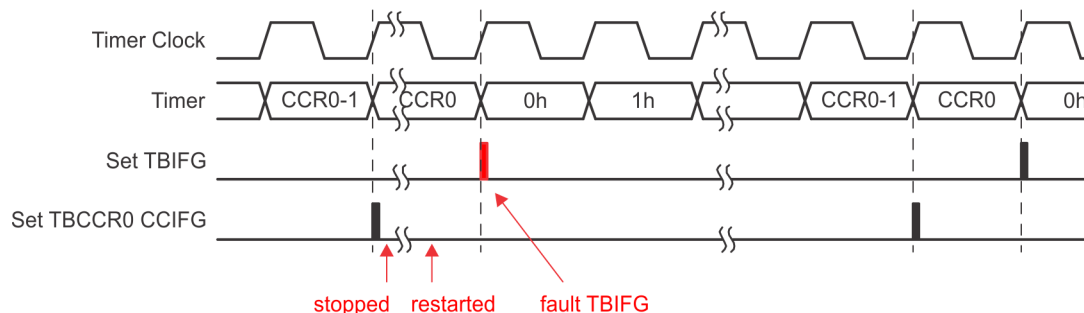 Timer Clock
Timer CCR0-1 CCR0 0h 1h CCR0-1 CCR0 0h
Set TBIFG
Set TBCCR0 CCIFG
stopped restarted fault TBIFG